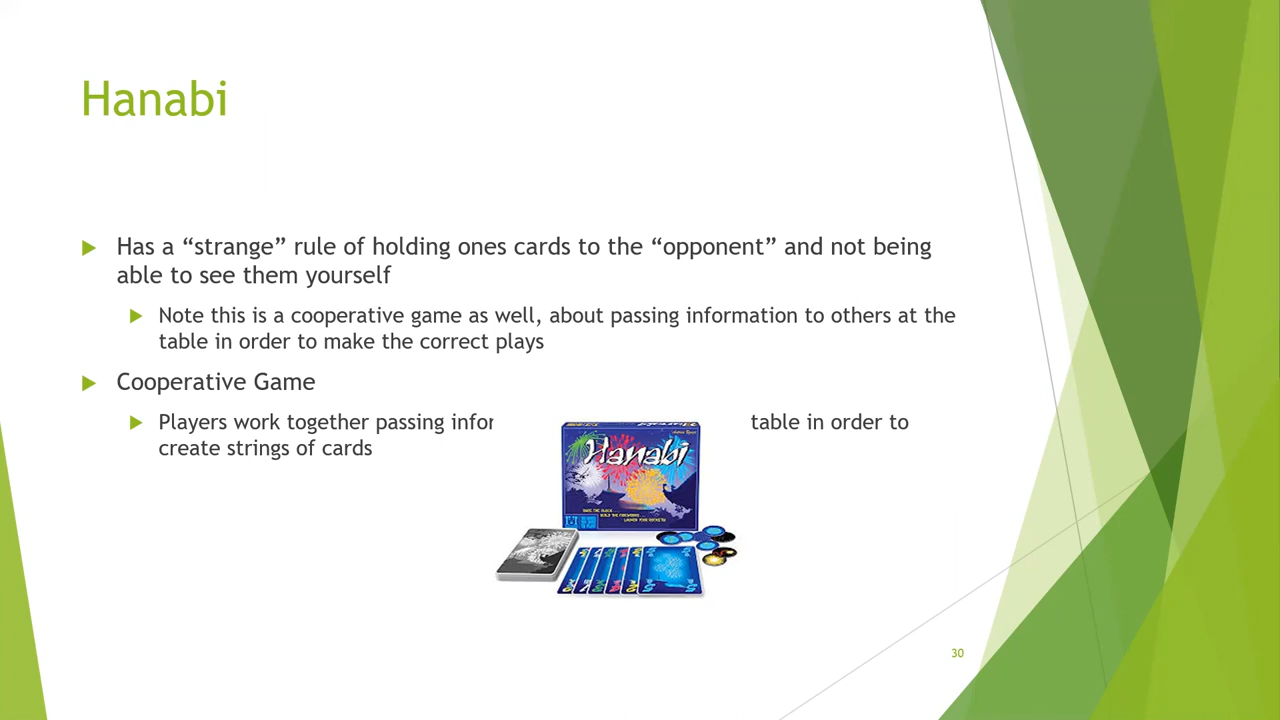 Hanabi
Has a “strange” rule of holding ones cards to the “opponent” and not being
able to see them yourself
Note this is a cooperative game as well, about passing information to others at the
table in order to make the correct plays
Cooperative Game
Players work together passing infor table in order to
create strings of cards
Hanabi
30